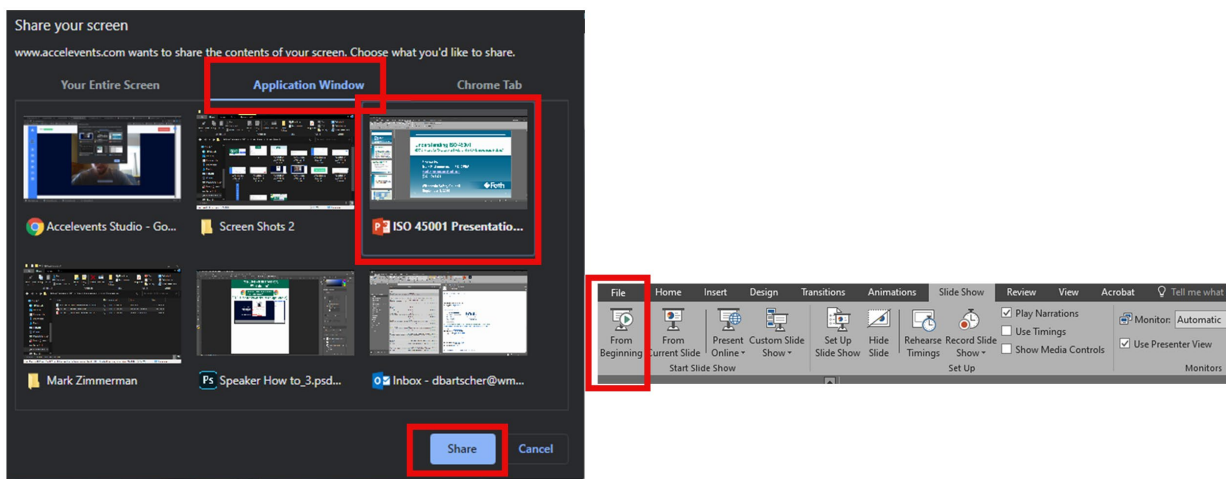 Share your screen
www.accelevents.com wants to share the contents of your screen. Choose what you'd like to share.
Your Entire Screen Application Window Chrome Tab
Understanding ISO 45001
Ferth
Accelevents Studio - Go... Screen Shots 2 ISO 45001 Presentatio...
Mark Zimmerman Ps Speaker How to_3.psd... Inbox - dbartscher@wm...
Share Cancel
File Home Insert Design Transitions Animations Slide Show Review View Acrobat Tell me what
From Beginning
From Current Slide
Present Online
Custom Slide Show
Start Slide Show
Set Up Slide Show
Hide Slide
Rehearse Timings
Record Slide Show
Play Narrations
Use Timings
Show Media Controls
Set Up
Monitor: Automatic
Use Presenter View
Monitors